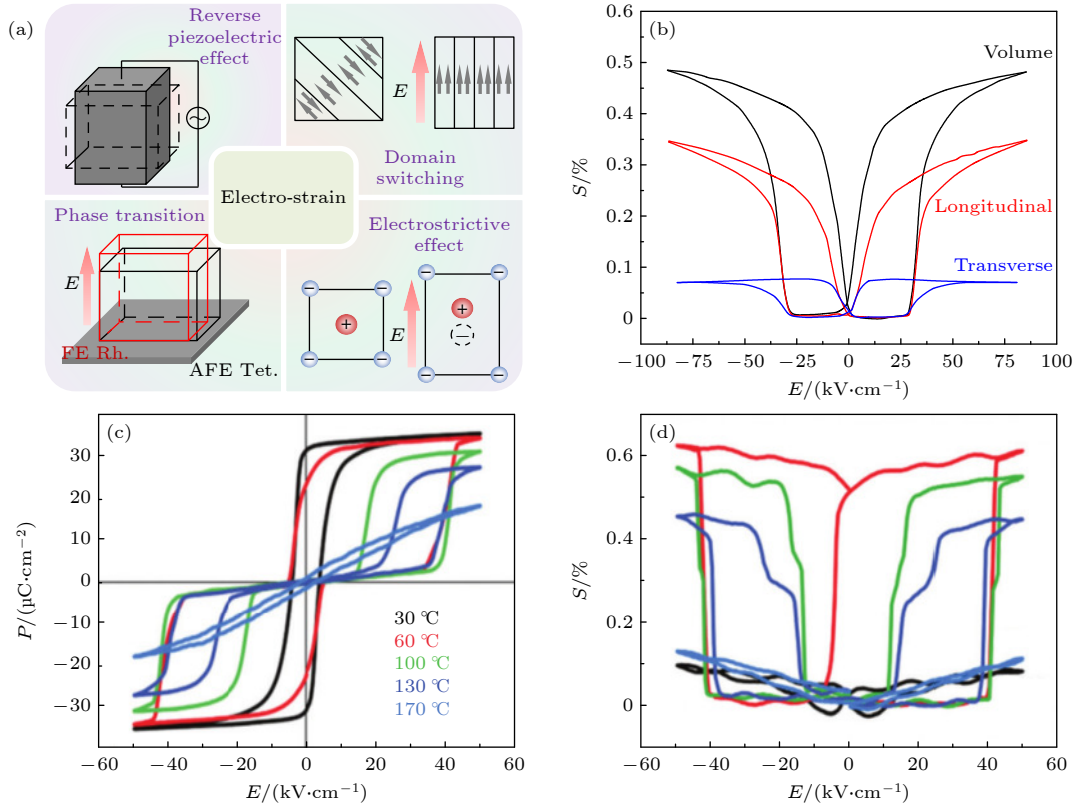 (a)
Reverse
piezoelectric
effect
E
Domain
switching
Electro-strain
Phase transition
E
FE Rh.
AFE Tet.
Electrostrictive
effect
− −
+
− −
E
− −
+
−
− −
(b)
0.6
0.5
0.4
0.3
0.2
0.1
0
S/%
Volume
Longitudinal
Transverse
−100 −75 −50 −25 0 25 50 75 100
E/(kV·cm⁻¹)
(c)
30
20
10
0
−10
−20
−30
P/(μC·cm⁻²)
30 ℃
60 ℃
100 ℃
130 ℃
170 ℃
−60 −40 −20 0 20 40 60
E/(kV·cm⁻¹)
(d)
0.6
0.4
0.2
0
S/%
−60 −40 −20 0 20 40 60
E/(kV·cm⁻¹)